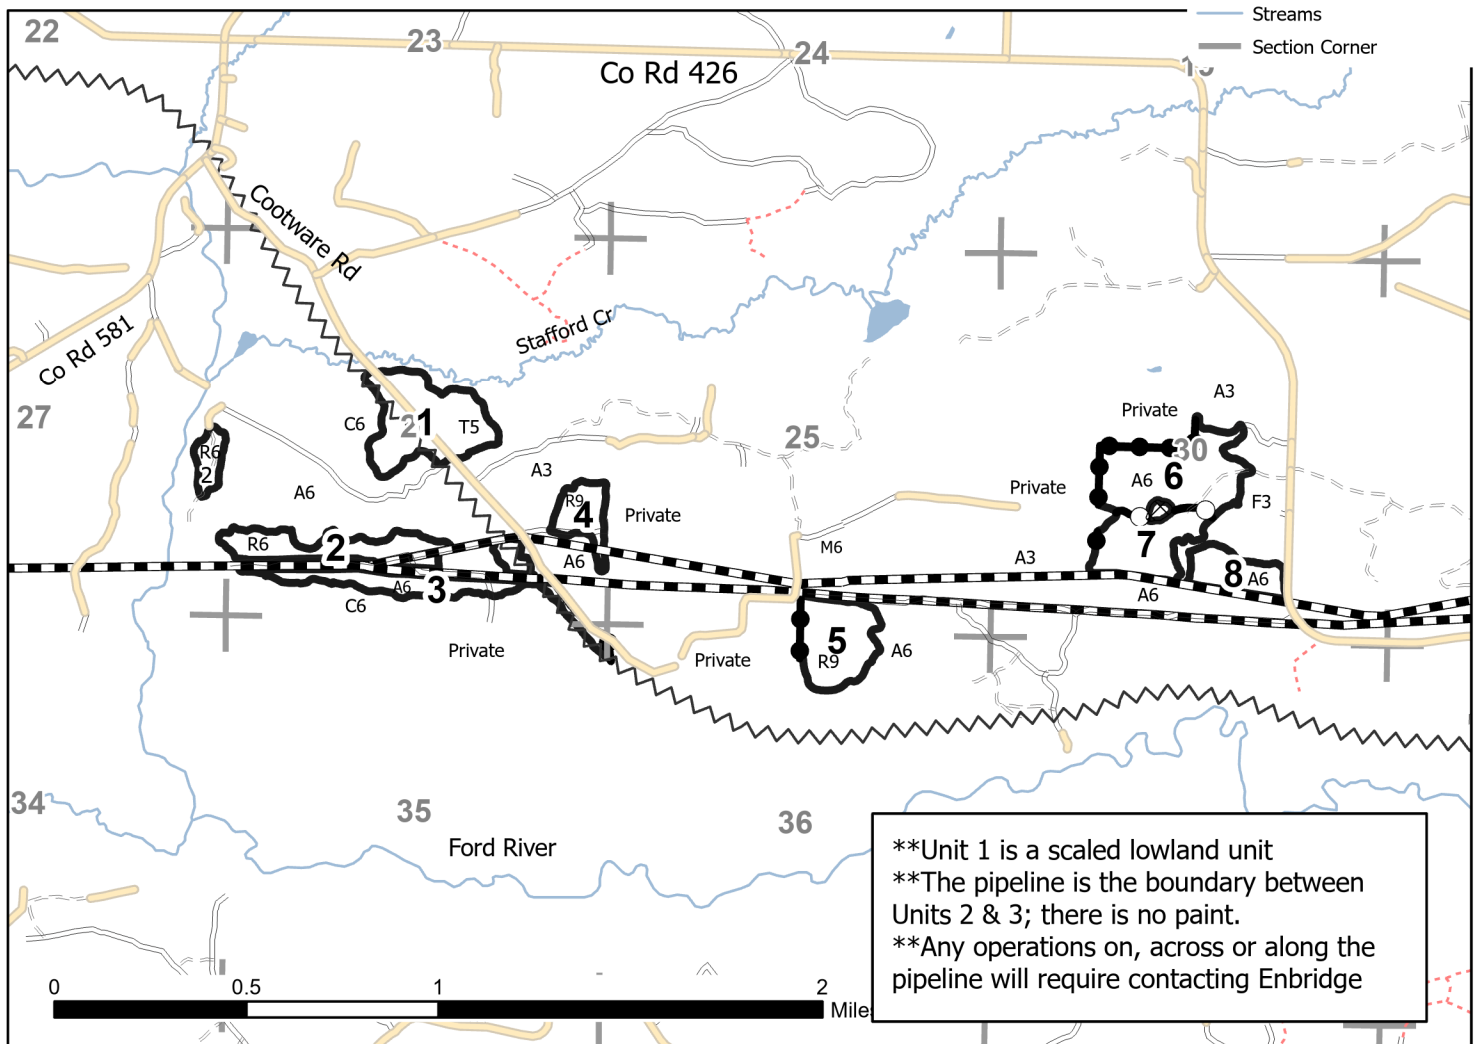 Streams
Section Corner
22
23
24
Co Rd 426
Cootware Rd
Stafford Cr
Co Rd 581
27
C6
1
T5
25
A3
Private
30
A6
6
Private
F3
R6
2
A6
A3
R9
4
Private
M6
7
R6
2
A6
A3
8
A6
A6
3
C6
A6
Private
Private
5
R9
A6
34
35
36
Ford River
**Unit 1 is a scaled lowland unit
**The pipeline is the boundary between
Units 2 & 3; there is no paint.
**Any operations on, across or along the
pipeline will require contacting Enbridge
0
0.5
1
2
Miles